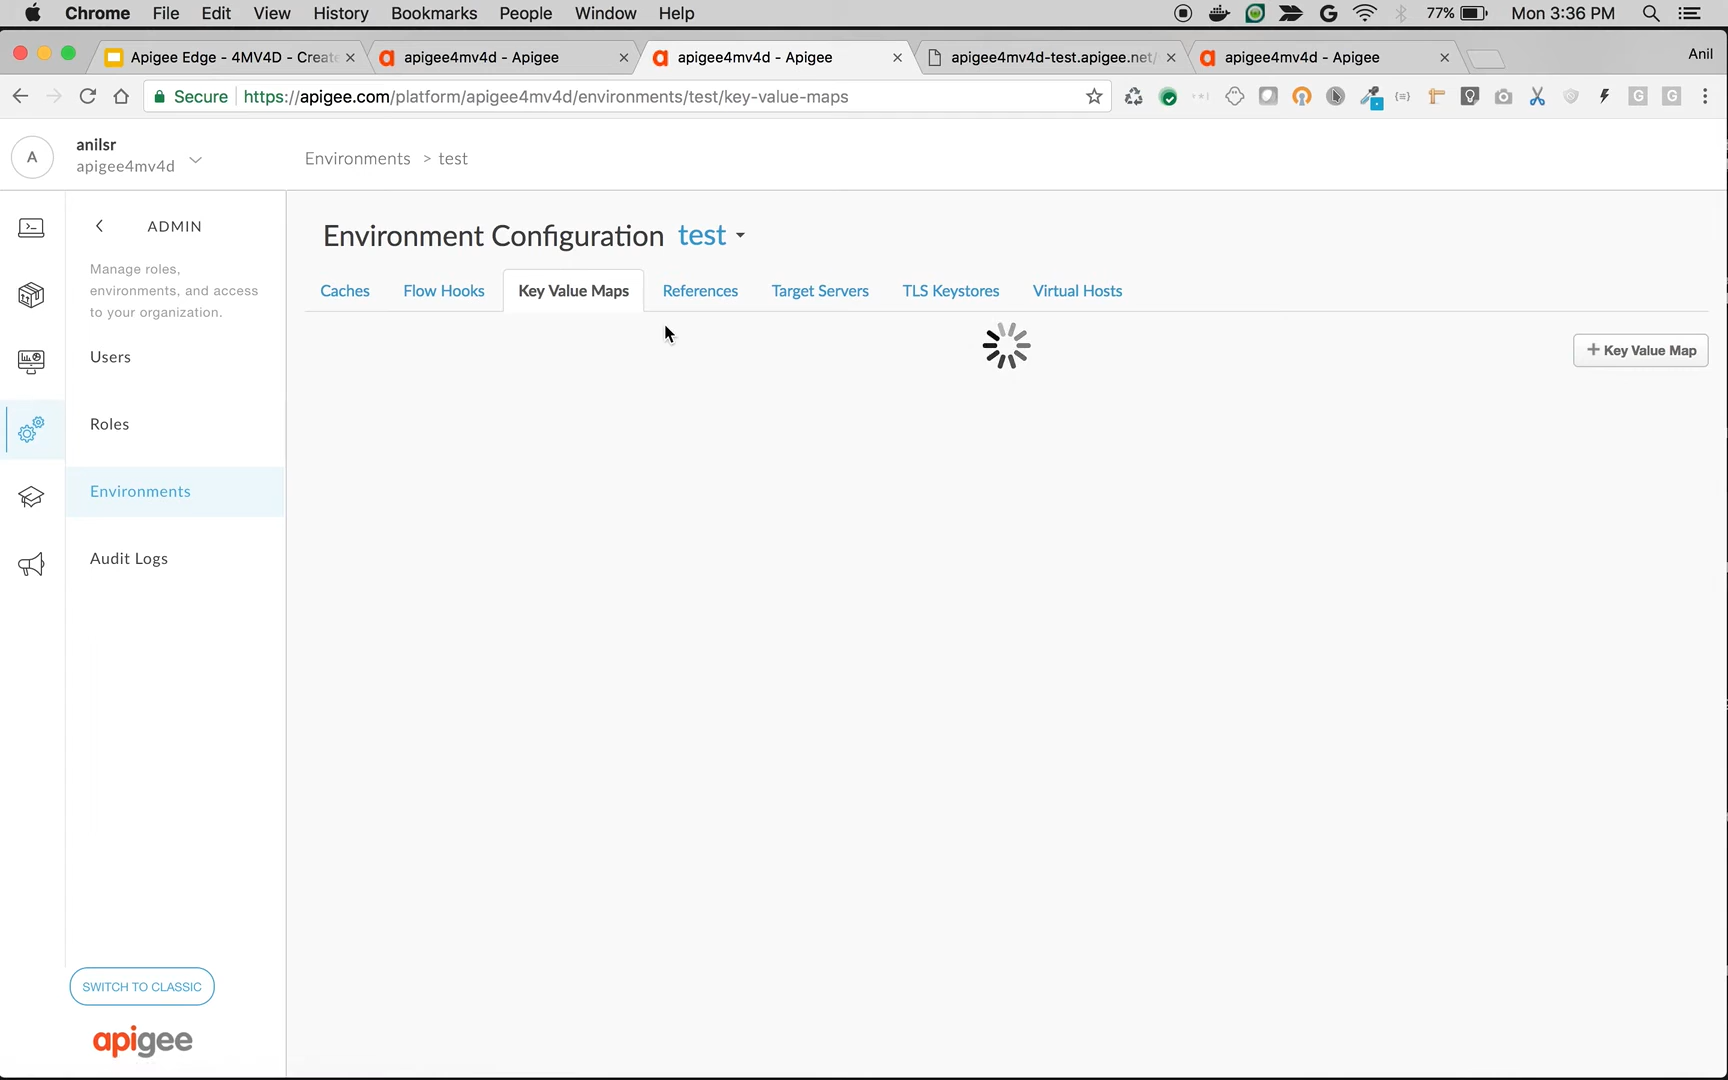 Chrome File Edit View History Bookmarks People Window Help 77% Mon 3:36 PM
Apigee Edge - 4MV4D - Create apigee4mv4d - Apigee apigee4mv4d - Apigee apigee4mv4d-test.apigee.net/ apigee4mv4d - Apigee Anil
Secure https://apigee.com/platform/apigee4mv4d/environments/test/key-value-maps
A
anilsr
apigee4mv4d
Environments > test
ADMIN
Manage roles,
environments, and access
to your organization.
Users
Roles
Environments
Audit Logs
SWITCH TO CLASSIC
apigee
Environment Configuration test
Caches Flow Hooks Key Value Maps References Target Servers TLS Keystores Virtual Hosts
+ Key Value Map